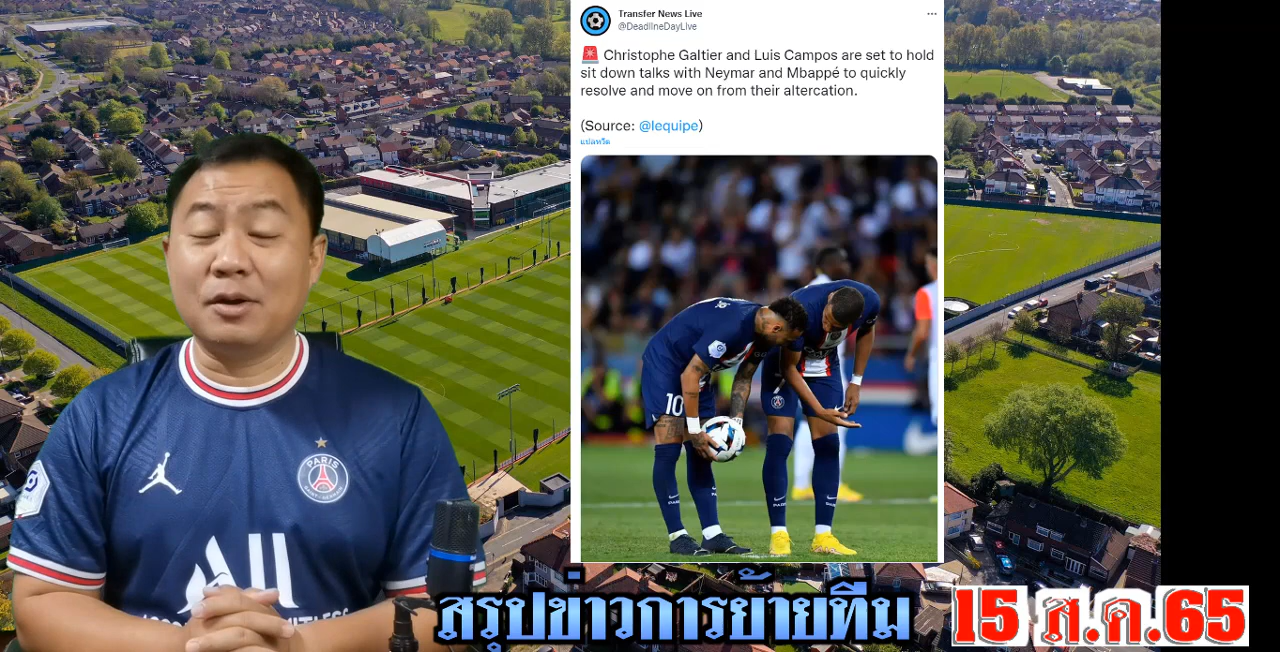 Transfer News Live
@DeadlineDayLive
🚨 Christophe Galtier and Luis Campos are set to hold
sit down talks with Neymar and Mbappé to quickly
resolve and move on from their altercation.
(Source: @lequipe)
แปลทวีต
10
PARIS
ALL
สรุปข่าวการย้ายทีม
15 ส.ค.65